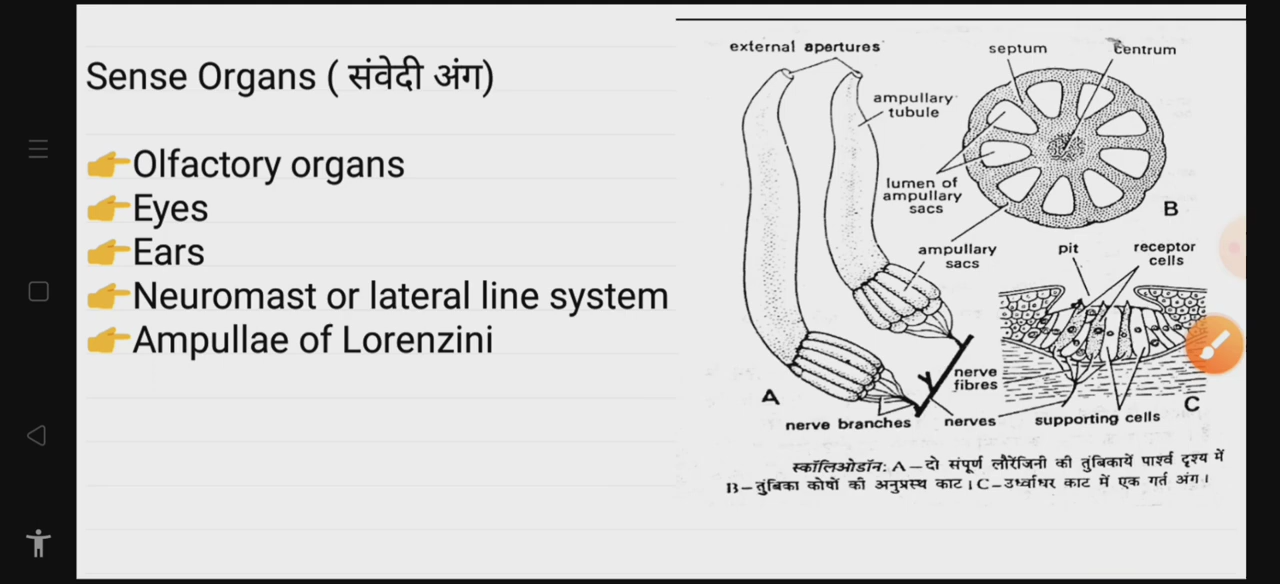 Sense Organs ( संवेदी अंग)
👉Olfactory organs
👉Eyes
👉Ears
👉Neuromast or lateral line system
👉Ampullae of Lorenzini
external apertures
septum
centrum
ampullary
tubule
lumen of
ampullary
sacs
B
ampullary
sacs
pit
receptor
cells
nerve
fibres
A
C
nerve branches
nerves
supporting cells
स्कॉलिओडॉन: A–दो संपूर्ण लौरेंजिनी की तुंबिकायें पार्श्व दृश्य में
B–तुंबिका कोषों की अनुप्रस्थ काट। C–उर्ध्वाधर काट में एक गर्त अंग।